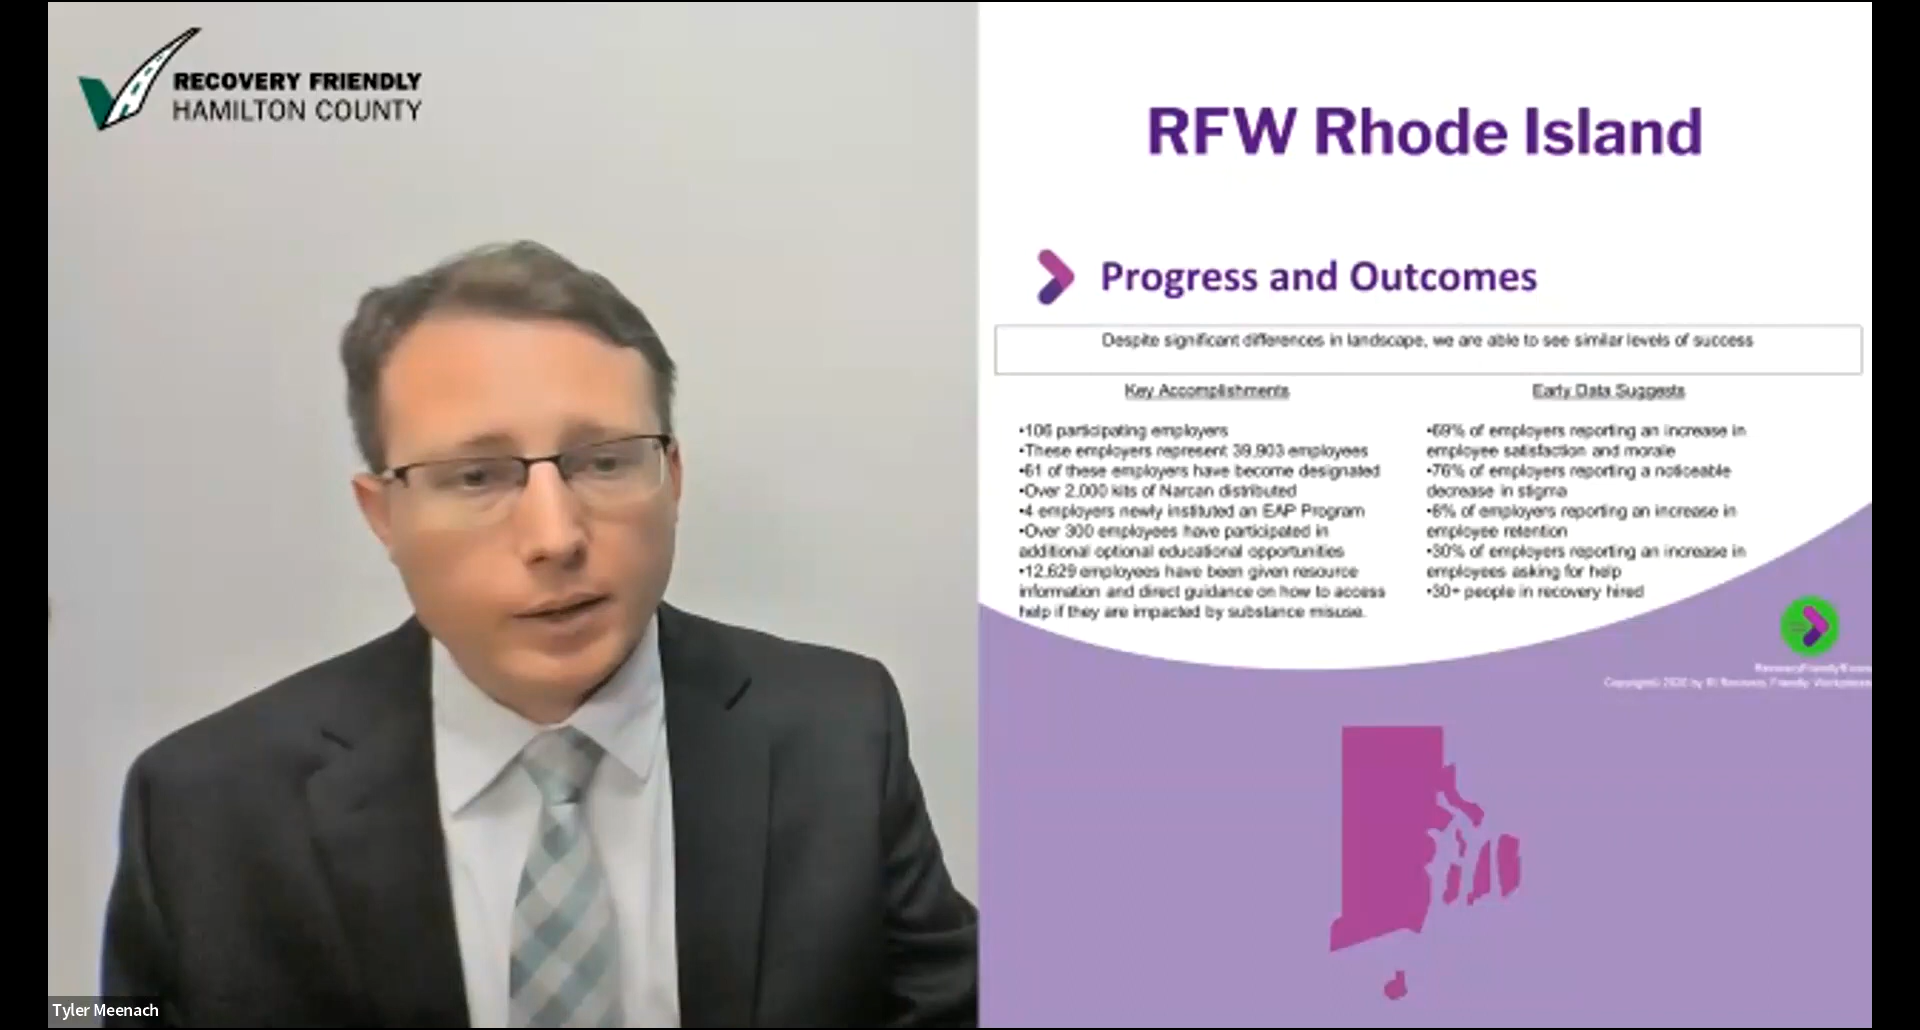 RECOVERY FRIENDLY
HAMILTON COUNTY
RFW Rhode Island
Progress and Outcomes
Despite significant differences in landscape, we are able to see similar levels of success
Key Accomplishments
•106 participating employers
•These employers represent 39,903 employees
•61 of these employers have become designated
•Over 2,000 kits of Narcan distributed
•4 employers newly instituted an EAP Program
•Over 300 employees have participated in
additional optional educational opportunities
•12,629 employees have been given resource
information and direct guidance on how to access
help if they are impacted by substance misuse.
Early Data Suggests
•69% of employers reporting an increase in
employee satisfaction and morale
•76% of employers reporting a noticeable
decrease in stigma
•6% of employers reporting an increase in
employee retention
•30% of employers reporting an increase in
employees asking for help
•30+ people in recovery hired
Copyright© by RI Recovery Friendly
Tyler Meenach